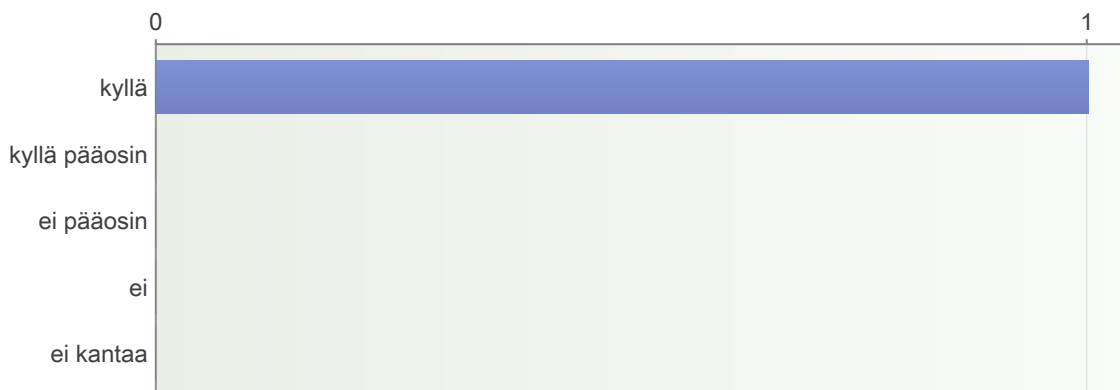 0 1
kyllä
kyllä pääosin
ei pääosin
ei
ei kantaa